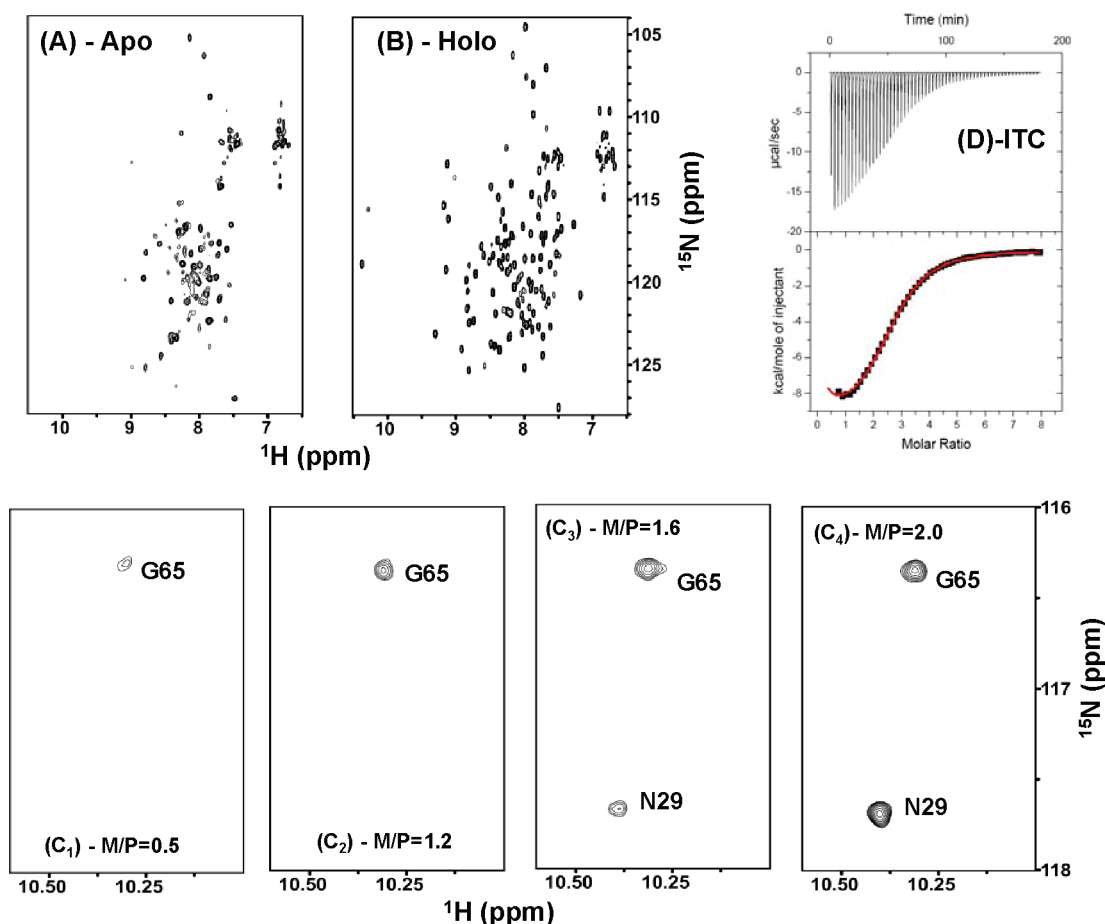 (A) - Apo
(B) - Holo
105
110
115
120
125
15N (ppm)
10 9 8 7
10 9 8 7
1H (ppm)
Time (min)
0 100 200
0
-5
-10
-15
-20
µcal/sec
(D)-ITC
0
-2
-4
-6
-8
kcal/mole of injectant
0 1 2 3 4 5 6 7 8
Molar Ratio
G65
(C1) - M/P=0.5
10.50 10.25
G65
(C2) - M/P=1.2
10.50 10.25
(C3) - M/P=1.6
G65
N29
10.50 10.25
(C4)- M/P=2.0
G65
N29
10.50 10.25
116
117
118
15N (ppm)
1H (ppm)